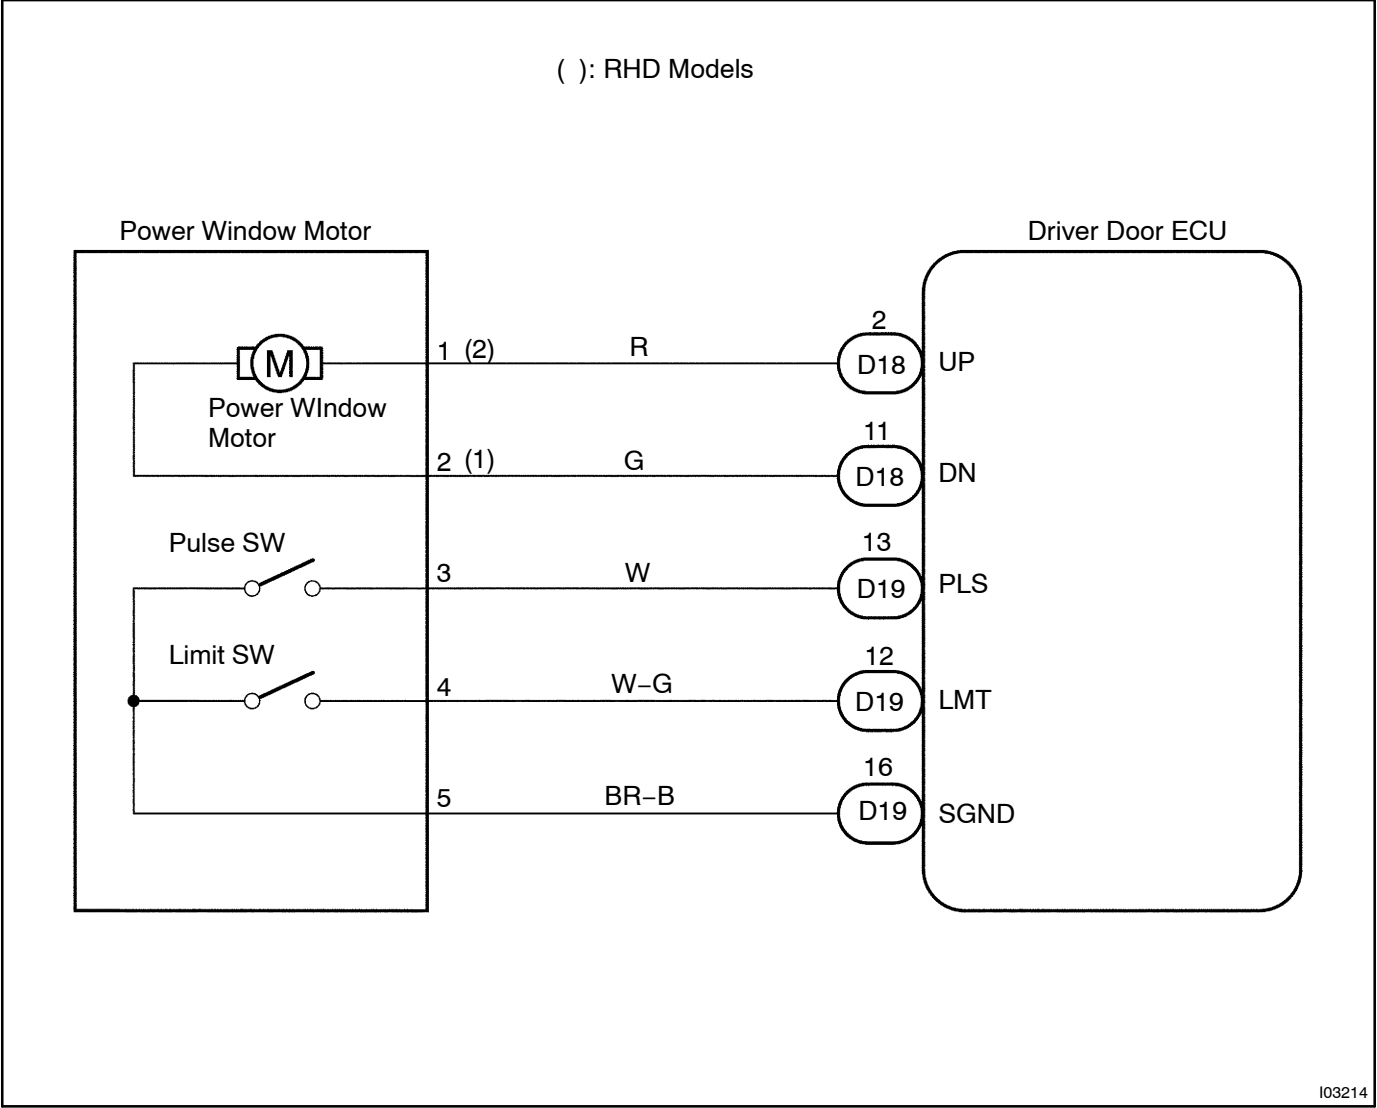 ( ): RHD Models
Power Window Motor
Driver Door ECU
M
Power WIndow
Motor
1 (2)
R
2
D18
UP
2 (1)
G
11
D18
DN
Pulse SW
3
W
13
D19
PLS
Limit SW
4
W–G
12
D19
LMT
5
BR–B
16
D19
SGND
I03214